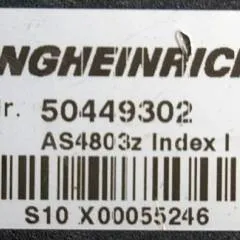 NGHEINRICH
r. 50449302
AS4803z Index I
S10 X00055246